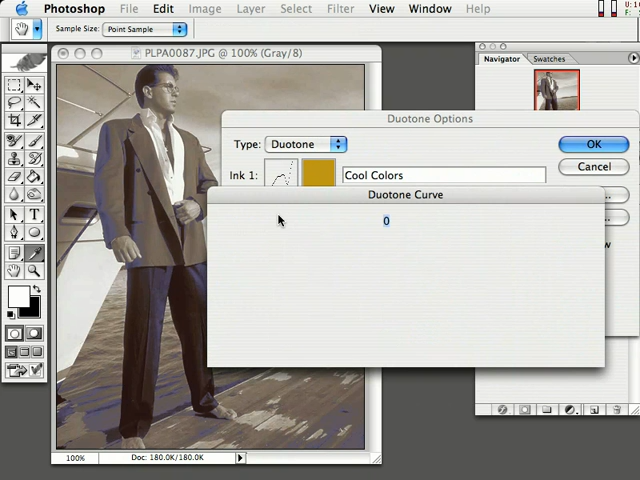 Photoshop File Edit Image Layer Select Filter View Window Help
Sample Size: Point Sample
PLPA0087.JPG @ 100% (Gray/8)
Navigator Swatches
Duotone Options
Type: Duotone
OK
Cancel
Ink 1: Cool Colors
Duotone Curve
0
T
100% Doc: 180.0K/180.0K